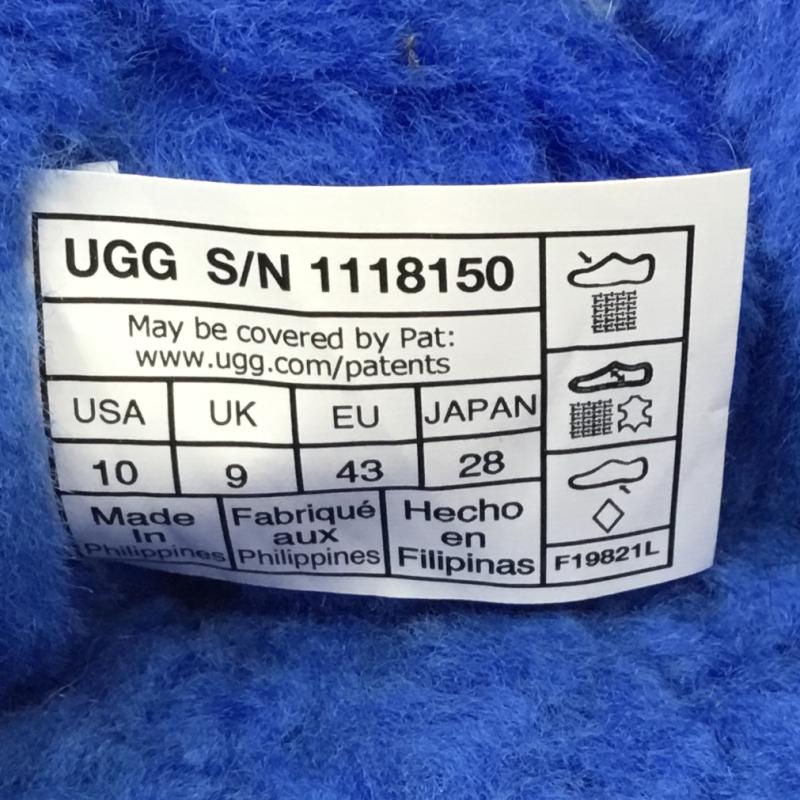 UGG S/N 1118150
May be covered by Pat:
www.ugg.com/patents
USA UK EU JAPAN
10 9 43 28
Made
In
Philippines
Fabriqué
aux
Philippines
Hecho
en
Filipinas
F19821L